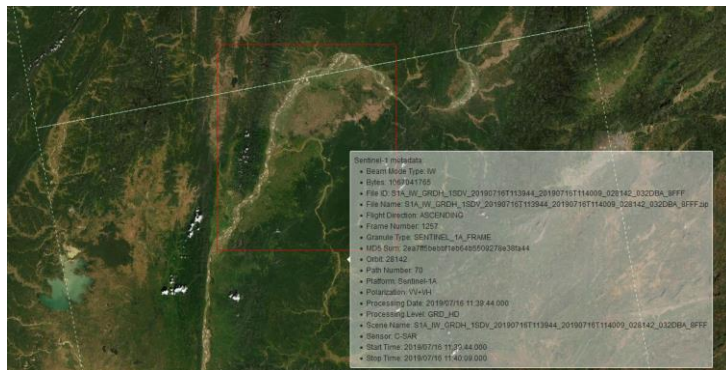 Sentinel-1 metadata
• Beam Mode Type: IW
• Bytes: 1667041765
• File ID: S1A_IW_GRDH_1SDV_20190716T113944_20190716T114009_028142_032DBA_8FFF
• File Name: S1A_IW_GRDH_1SDV_20190716T113944_20190716T114009_028142_032DBA_8FFF.zip
• Flight Direction: ASCENDING
• Frame Number: 1257
• Granule Type: SENTINEL_1A_FRAME
• MD5 Sum:
• Orbit: 28142
• Path Number: 70
• Platform: Sentinel-1A
• Polarization: VV+VH
• Processing Date: 2019/07/16 11:39:44.000
• Processing Level: GRD_HD
• Scene Name: S1A_IW_GRDH_1SDV_20190716T113944_20190716T114009_028142_032DBA_8FFF
• Sensor: C-SAR
• Start Time: 2019/07/16 11:39:44.000
• Stop Time: 2019/07/16 11:40:09.000